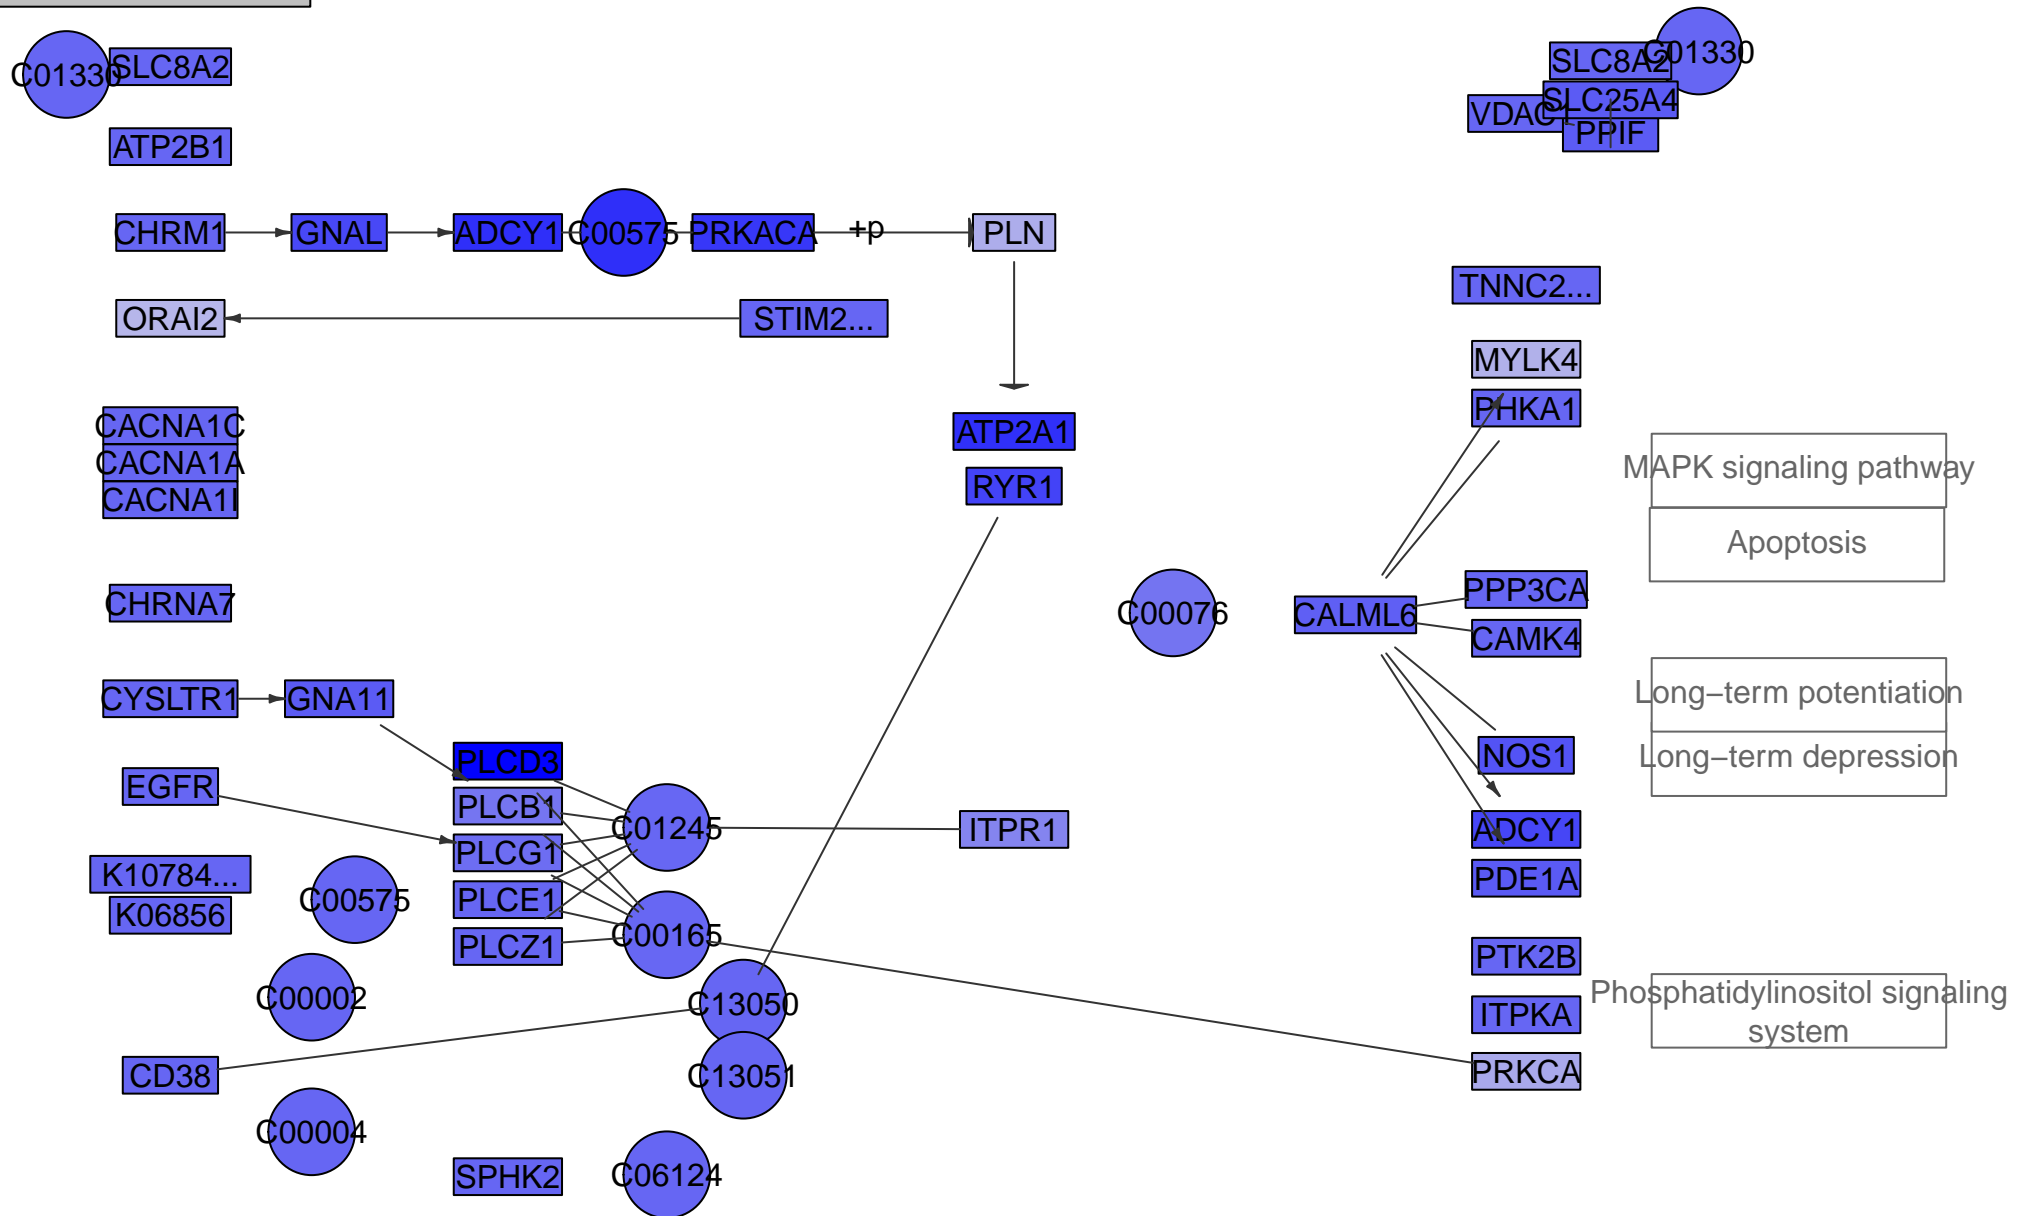 C01330
SLC8A2
ATP2B1
CHRM1
GNAL
ADCY1
C00575
PRKACA
+p
PLN
ORAI2
STIM2...
CACNA1C
CACNA1A
CACNA1I
ATP2A1
RYR1
CHRNA7
CYSLTR1
GNA11
PLCD3
EGFR
PLCB1
C01245
ITPR1
PLCG1
K10784...
C00575
PLCE1
K06856
C00165
PLCZ1
C00002
C13050
CD38
C13051
C00004
SPHK2
C06124
SLC8A2
C01330
SLC25A4
VDAC1
PPIF
TNNC2...
MYLK4
PHKA1
MAPK signaling pathway
Apoptosis
C00076
CALML6
PPP3CA
CAMK4
Long−term potentiation
NOS1
Long−term depression
ADCY1
PDE1A
PTK2B
ITPKA
Phosphatidylinositol signaling
system
PRKCA